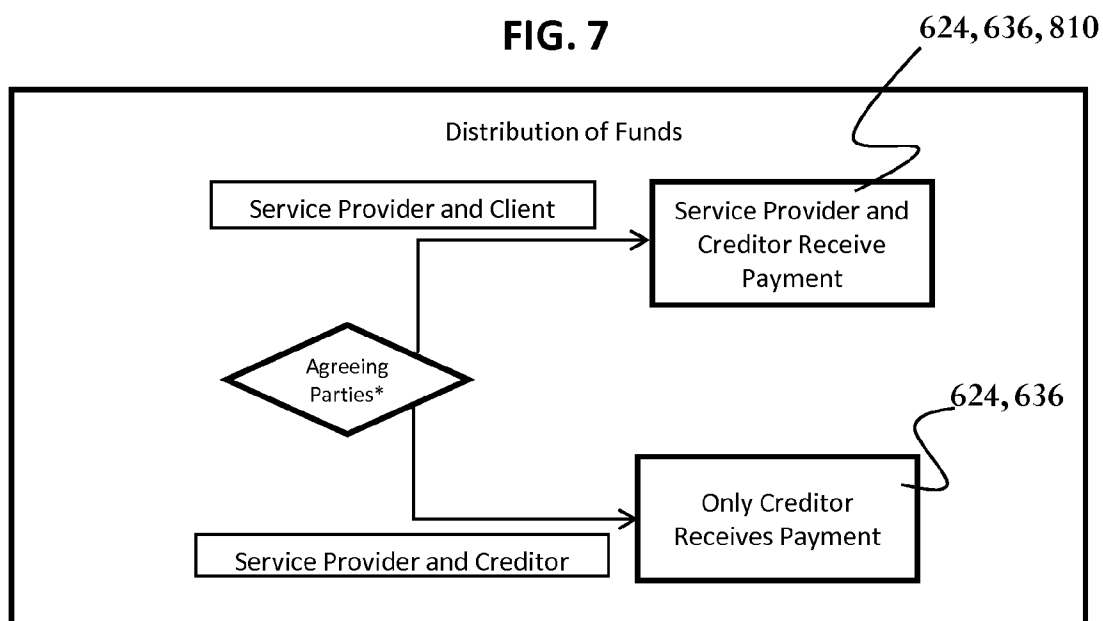 FIG. 7
624, 636, 810
Distribution of Funds
Service Provider and Client
Service Provider and
Creditor Receive
Payment
Agreeing
Parties*
624, 636
Only Creditor
Receives Payment
Service Provider and Creditor